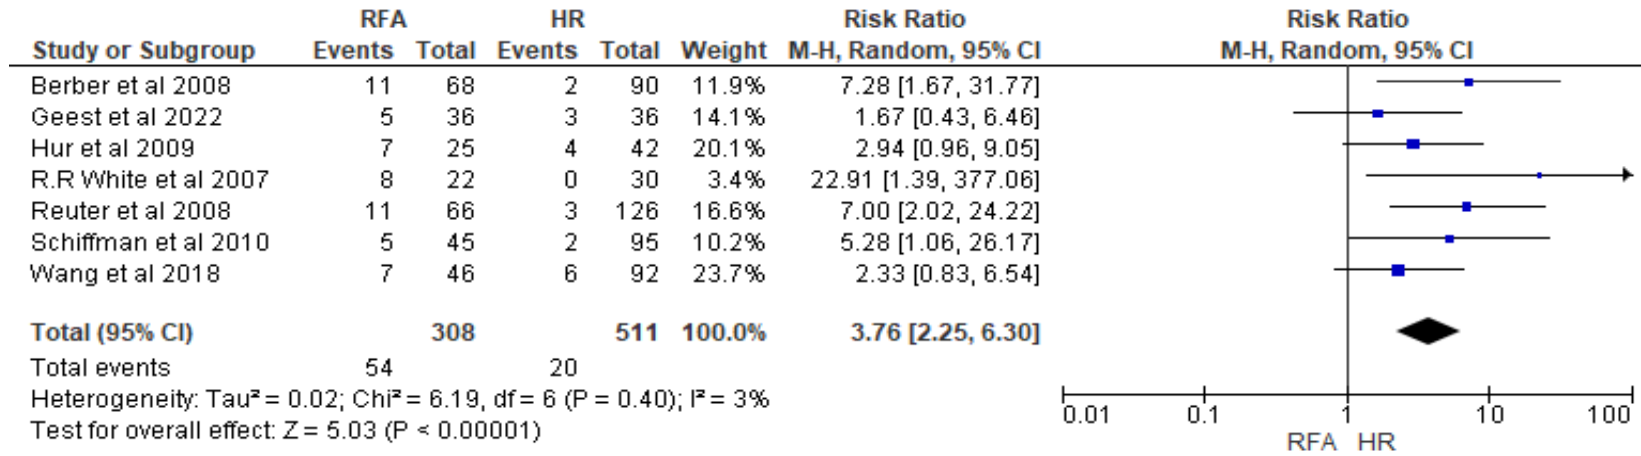 RFA HR Risk Ratio Risk Ratio
Study or Subgroup Events Total Events Total Weight M-H, Random, 95% CI M-H, Random, 95% CI
Berber et al 2008 11 68 2 90 11.9% 7.28 [1.67, 31.77]
Geest et al 2022 5 36 3 36 14.1% 1.67 [0.43, 6.46]
Hur et al 2009 7 25 4 42 20.1% 2.94 [0.96, 9.05]
R.R White et al 2007 8 22 0 30 3.4% 22.91 [1.39, 377.06]
Reuter et al 2008 11 66 3 126 16.6% 7.00 [2.02, 24.22]
Schiffman et al 2010 5 45 2 95 10.2% 5.28 [1.06, 26.17]
Wang et al 2018 7 46 6 92 23.7% 2.33 [0.83, 6.54]
Total (95% CI) 308 511 100.0% 3.76 [2.25, 6.30]
Total events 54 20
Heterogeneity: Tau² = 0.02; Chi² = 6.19, df = 6 (P = 0.40); I² = 3%
Test for overall effect: Z = 5.03 (P < 0.00001)
0.01 0.1 1 10 100
RFA HR